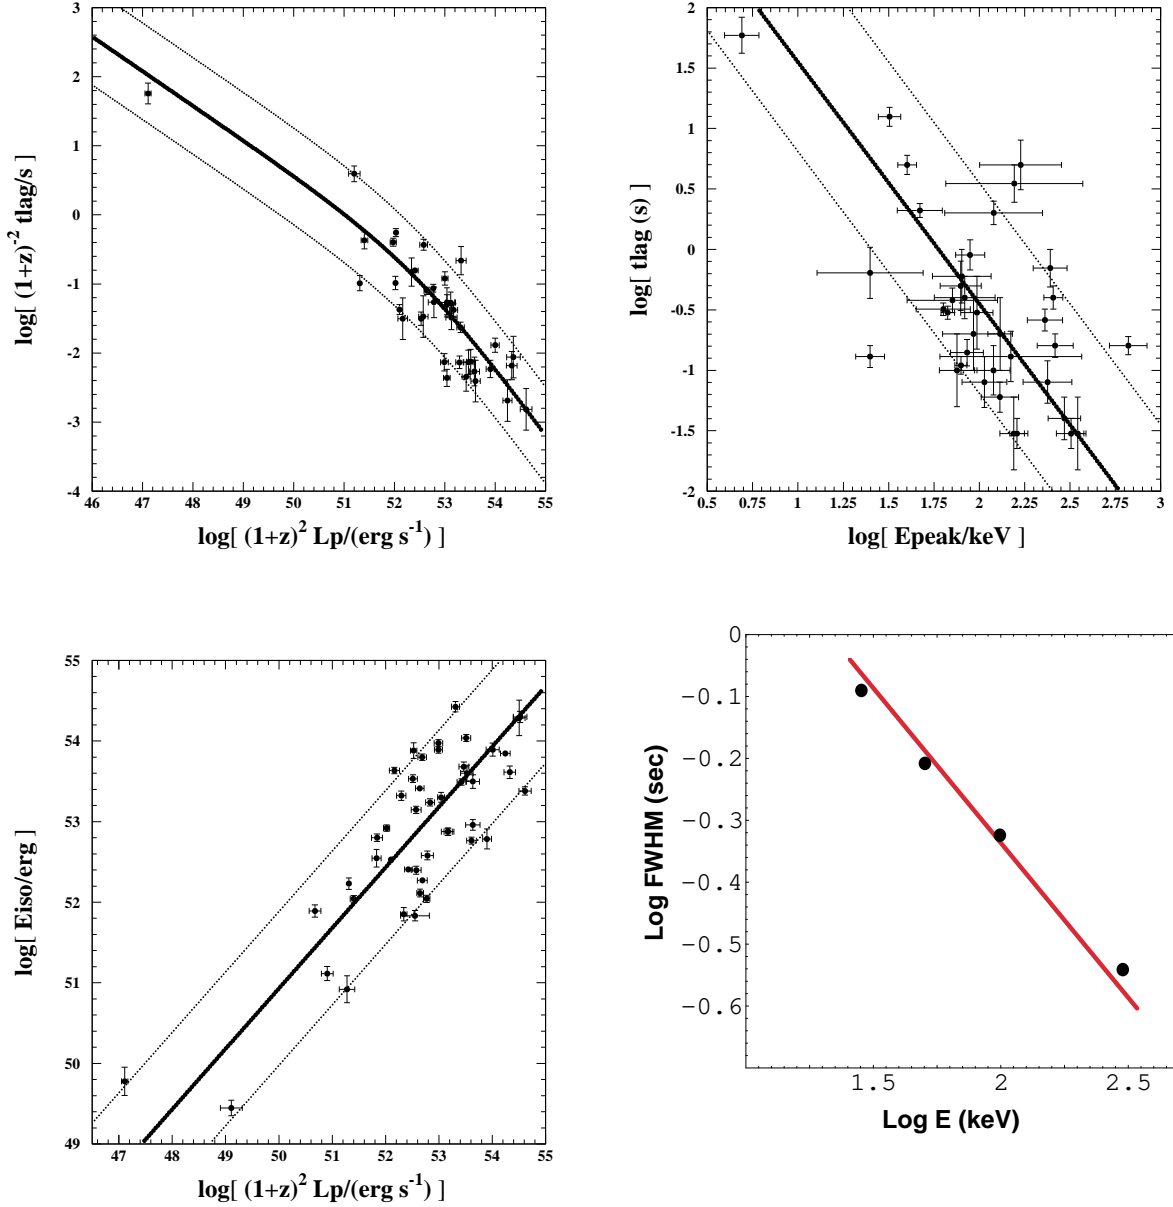 3
2
1
0
-1
-2
-3
-4
46 47 48 49 50 51 52 53 54 55
log[ (1+z)^-2 tlag/s ]
log[ (1+z)^2 Lp/(erg s^-1) ]
2
1.5
1
0.5
0
-0.5
-1
-1.5
-2
0.5 0.75 1 1.25 1.5 1.75 2 2.25 2.5 2.75 3
log[ tlag (s) ]
log[ Epeak/keV ]
55
54
53
52
51
50
49
47 48 49 50 51 52 53 54 55
log[ Eiso/erg ]
log[ (1+z)^2 Lp/(erg s^-1) ]
0
-0.1
-0.2
-0.3
-0.4
-0.5
-0.6
1.5 2 2.5
Log FWHM (sec)
Log E (keV)